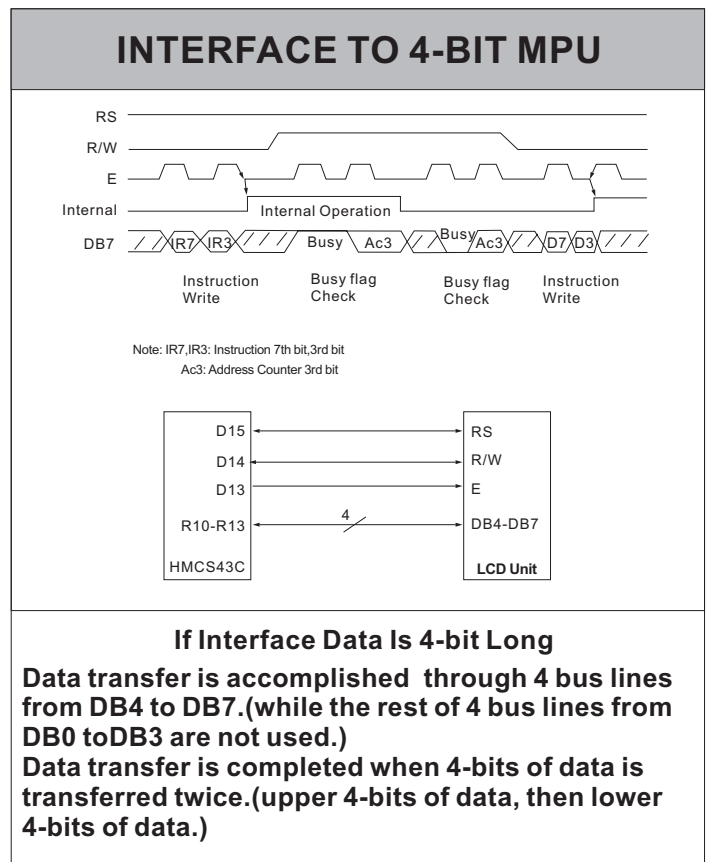 INTERFACE TO 4-BIT MPU
RS
R/W
E
Internal
Internal Operation
DB7
IR7 IR3 Busy Ac3 Busy Ac3 D7 D3
Instruction Write
Busy flag Check
Busy flag Check
Instruction Write
Note: IR7,IR3: Instruction 7th bit,3rd bit
Ac3: Address Counter 3rd bit
D15 RS
D14 R/W
D13 E
R10-R13 4 DB4-DB7
HMCS43C LCD Unit
If Interface Data Is 4-bit Long
Data transfer is accomplished through 4 bus lines
from DB4 to DB7.(while the rest of 4 bus lines from
DB0 toDB3 are not used.)
Data transfer is completed when 4-bits of data is
transferred twice.(upper 4-bits of data, then lower
4-bits of data.)